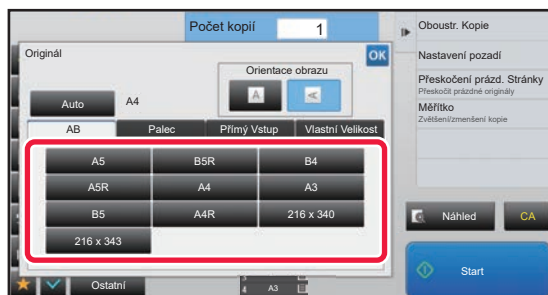 Počet kopií 1
Originál
OK
Orientace obrazu
A A
Auto A4
AB Palec Přímý Vstup Vlastní Velikost
A5 B5R B4
A5R A4 A3
B5 A4R 216 x 340
216 x 343
Ostatní
4 A3
Oboustr. Kopie
Nastavení pozadí
Přeskočení prázd. Stránky
Přeskočit prázdné originály
Měřítko
Zvětšení/zmenšení kopie
Náhled CA
Start